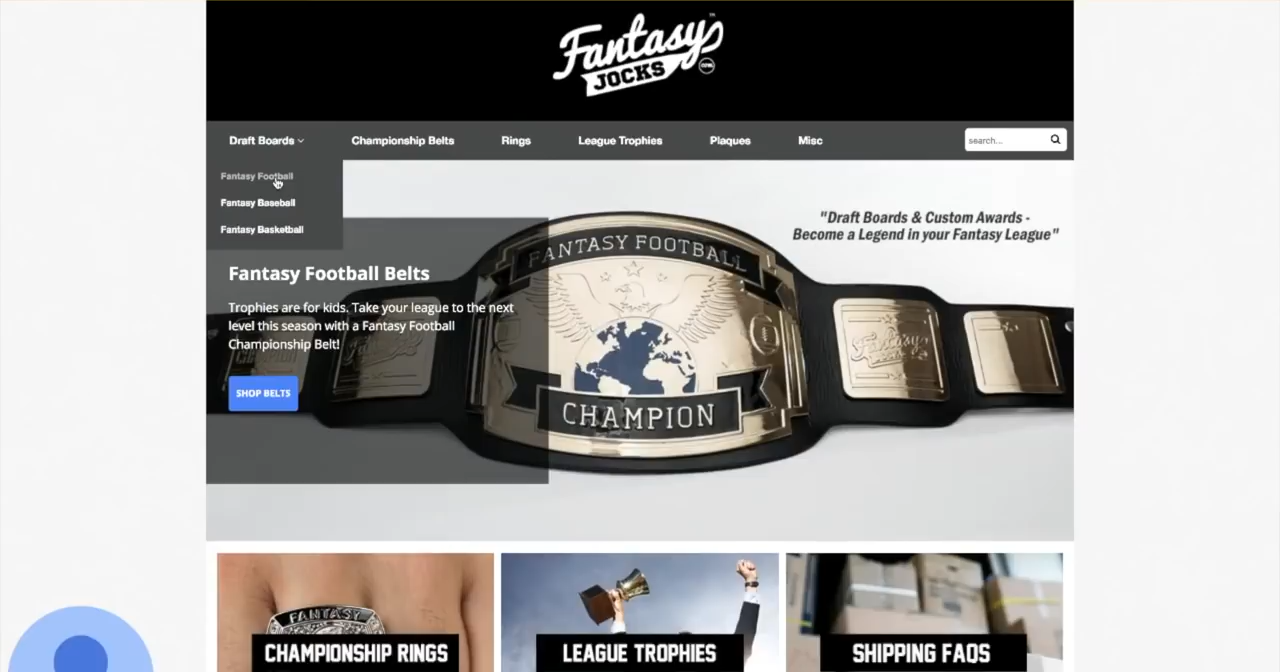 Fantasy
JOCKS
Draft Boards
Championship Belts
Rings
League Trophies
Plaques
Misc
search...
Fantasy Football
Fantasy Baseball
Fantasy Basketball
"Draft Boards & Custom Awards -
Become a Legend in your Fantasy League"
FANTASY FOOTBALL
Fantasy Football Belts
Trophies are for kids. Take your league to the next
level this season with a Fantasy Football
Championship Belt!
SHOP BELTS
CHAMPION
Fantasy
FANTASY
CHAMPIONSHIP RINGS
LEAGUE TROPHIES
SHIPPING FAQS